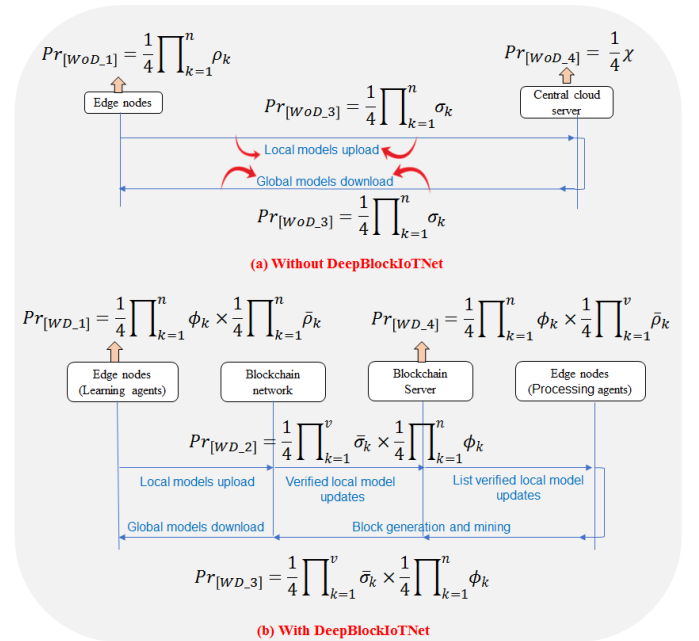 Pr[WoD_1] = 1/4 ∏_{k=1}^{n} ρ_k
Pr[WoD_4] = 1/4 χ
Edge nodes
Central cloud
server
Pr[WoD_3] = 1/4 ∏_{k=1}^{n} σ_k
Local models upload
Global models download
Pr[WoD_3] = 1/4 ∏_{k=1}^{n} σ_k
(a) Without DeepBlockIoTNet
Pr[WD_1] = 1/4 ∏_{k=1}^{n} ϕ_k × 1/4 ∏_{k=1}^{n} ρ̄_k
Pr[WD_4] = 1/4 ∏_{k=1}^{n} ϕ_k × 1/4 ∏_{k=1}^{v} ρ̄_k
Edge nodes
(Learning agents)
Blockchain
network
Blockchain
Server
Edge nodes
(Processing agents)
Pr[WD_2] = 1/4 ∏_{k=1}^{v} σ̄_k × 1/4 ∏_{k=1}^{n} ϕ_k
Local models upload
Verified local model
updates
List verified local model
updates
Global models download
Block generation and mining
Pr[WD_3] = 1/4 ∏_{k=1}^{v} σ̄_k × 1/4 ∏_{k=1}^{n} ϕ_k
(b) With DeepBlockIoTNet